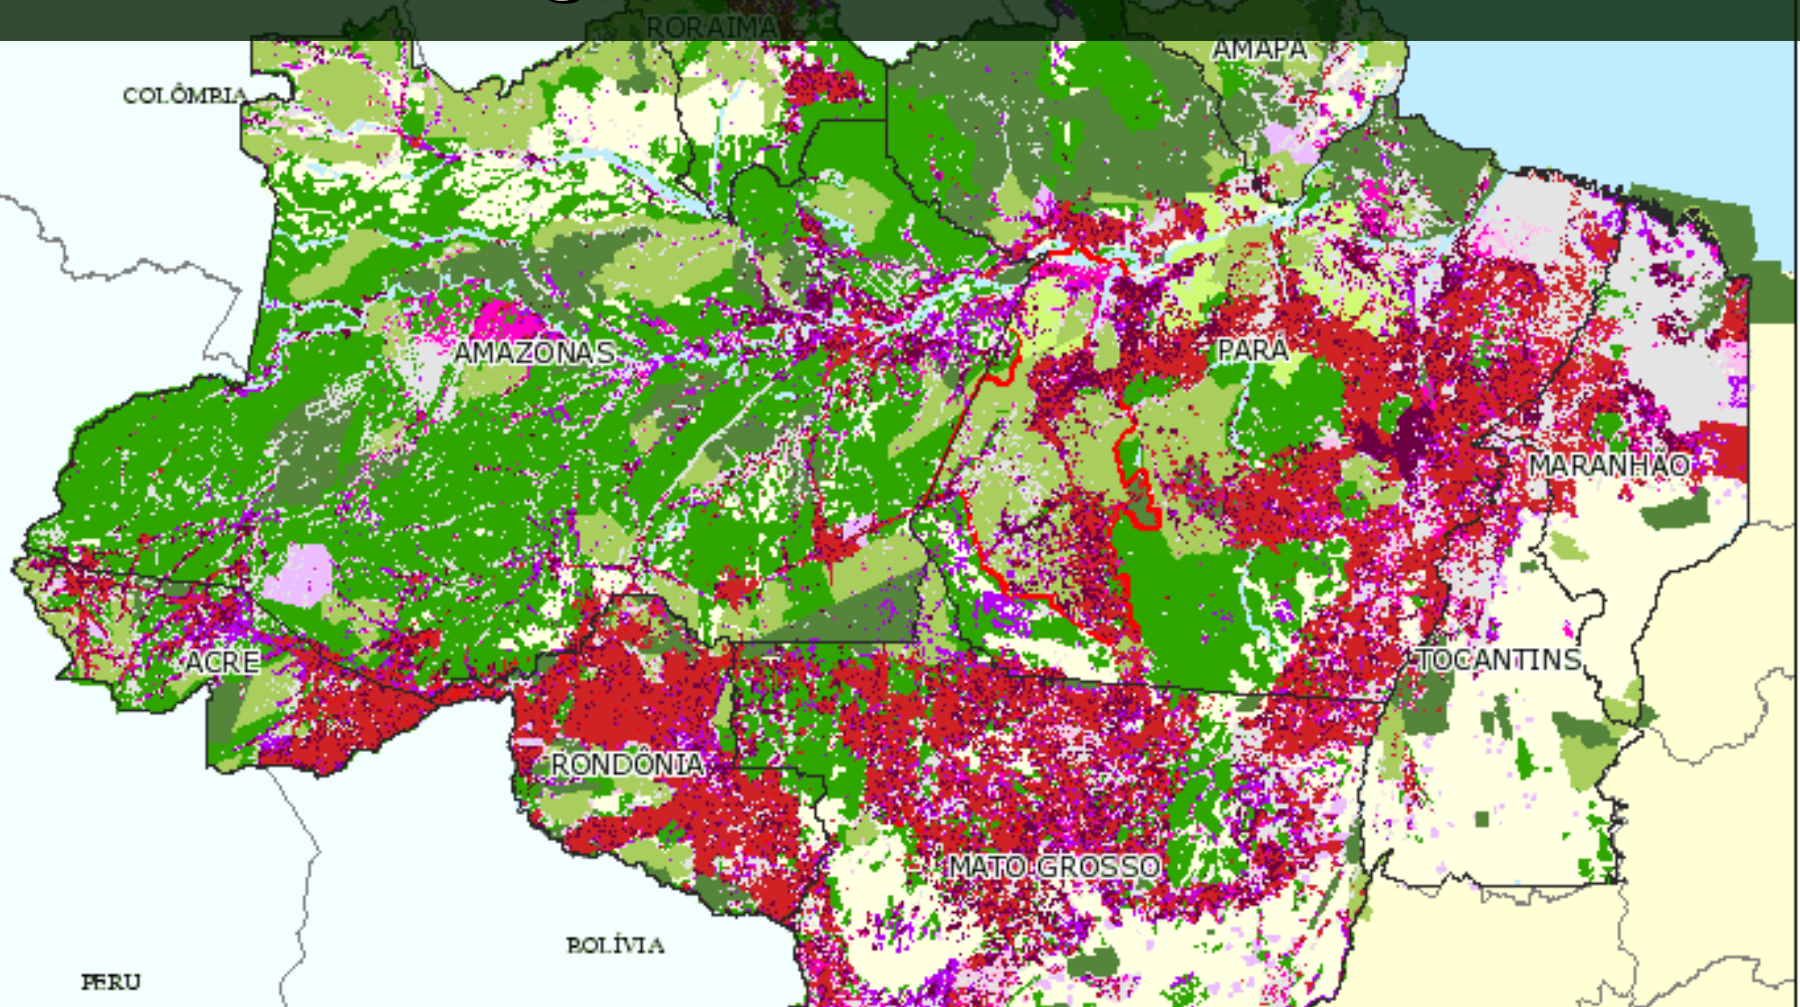 RORAIMA
AMAPÁ
COLÔMBIA
AMAZONAS
PARÁ
MARANHÃO
ACRE
TOCANTINS
RONDÔNIA
MATO GROSSO
BOLÍVIA
PERU